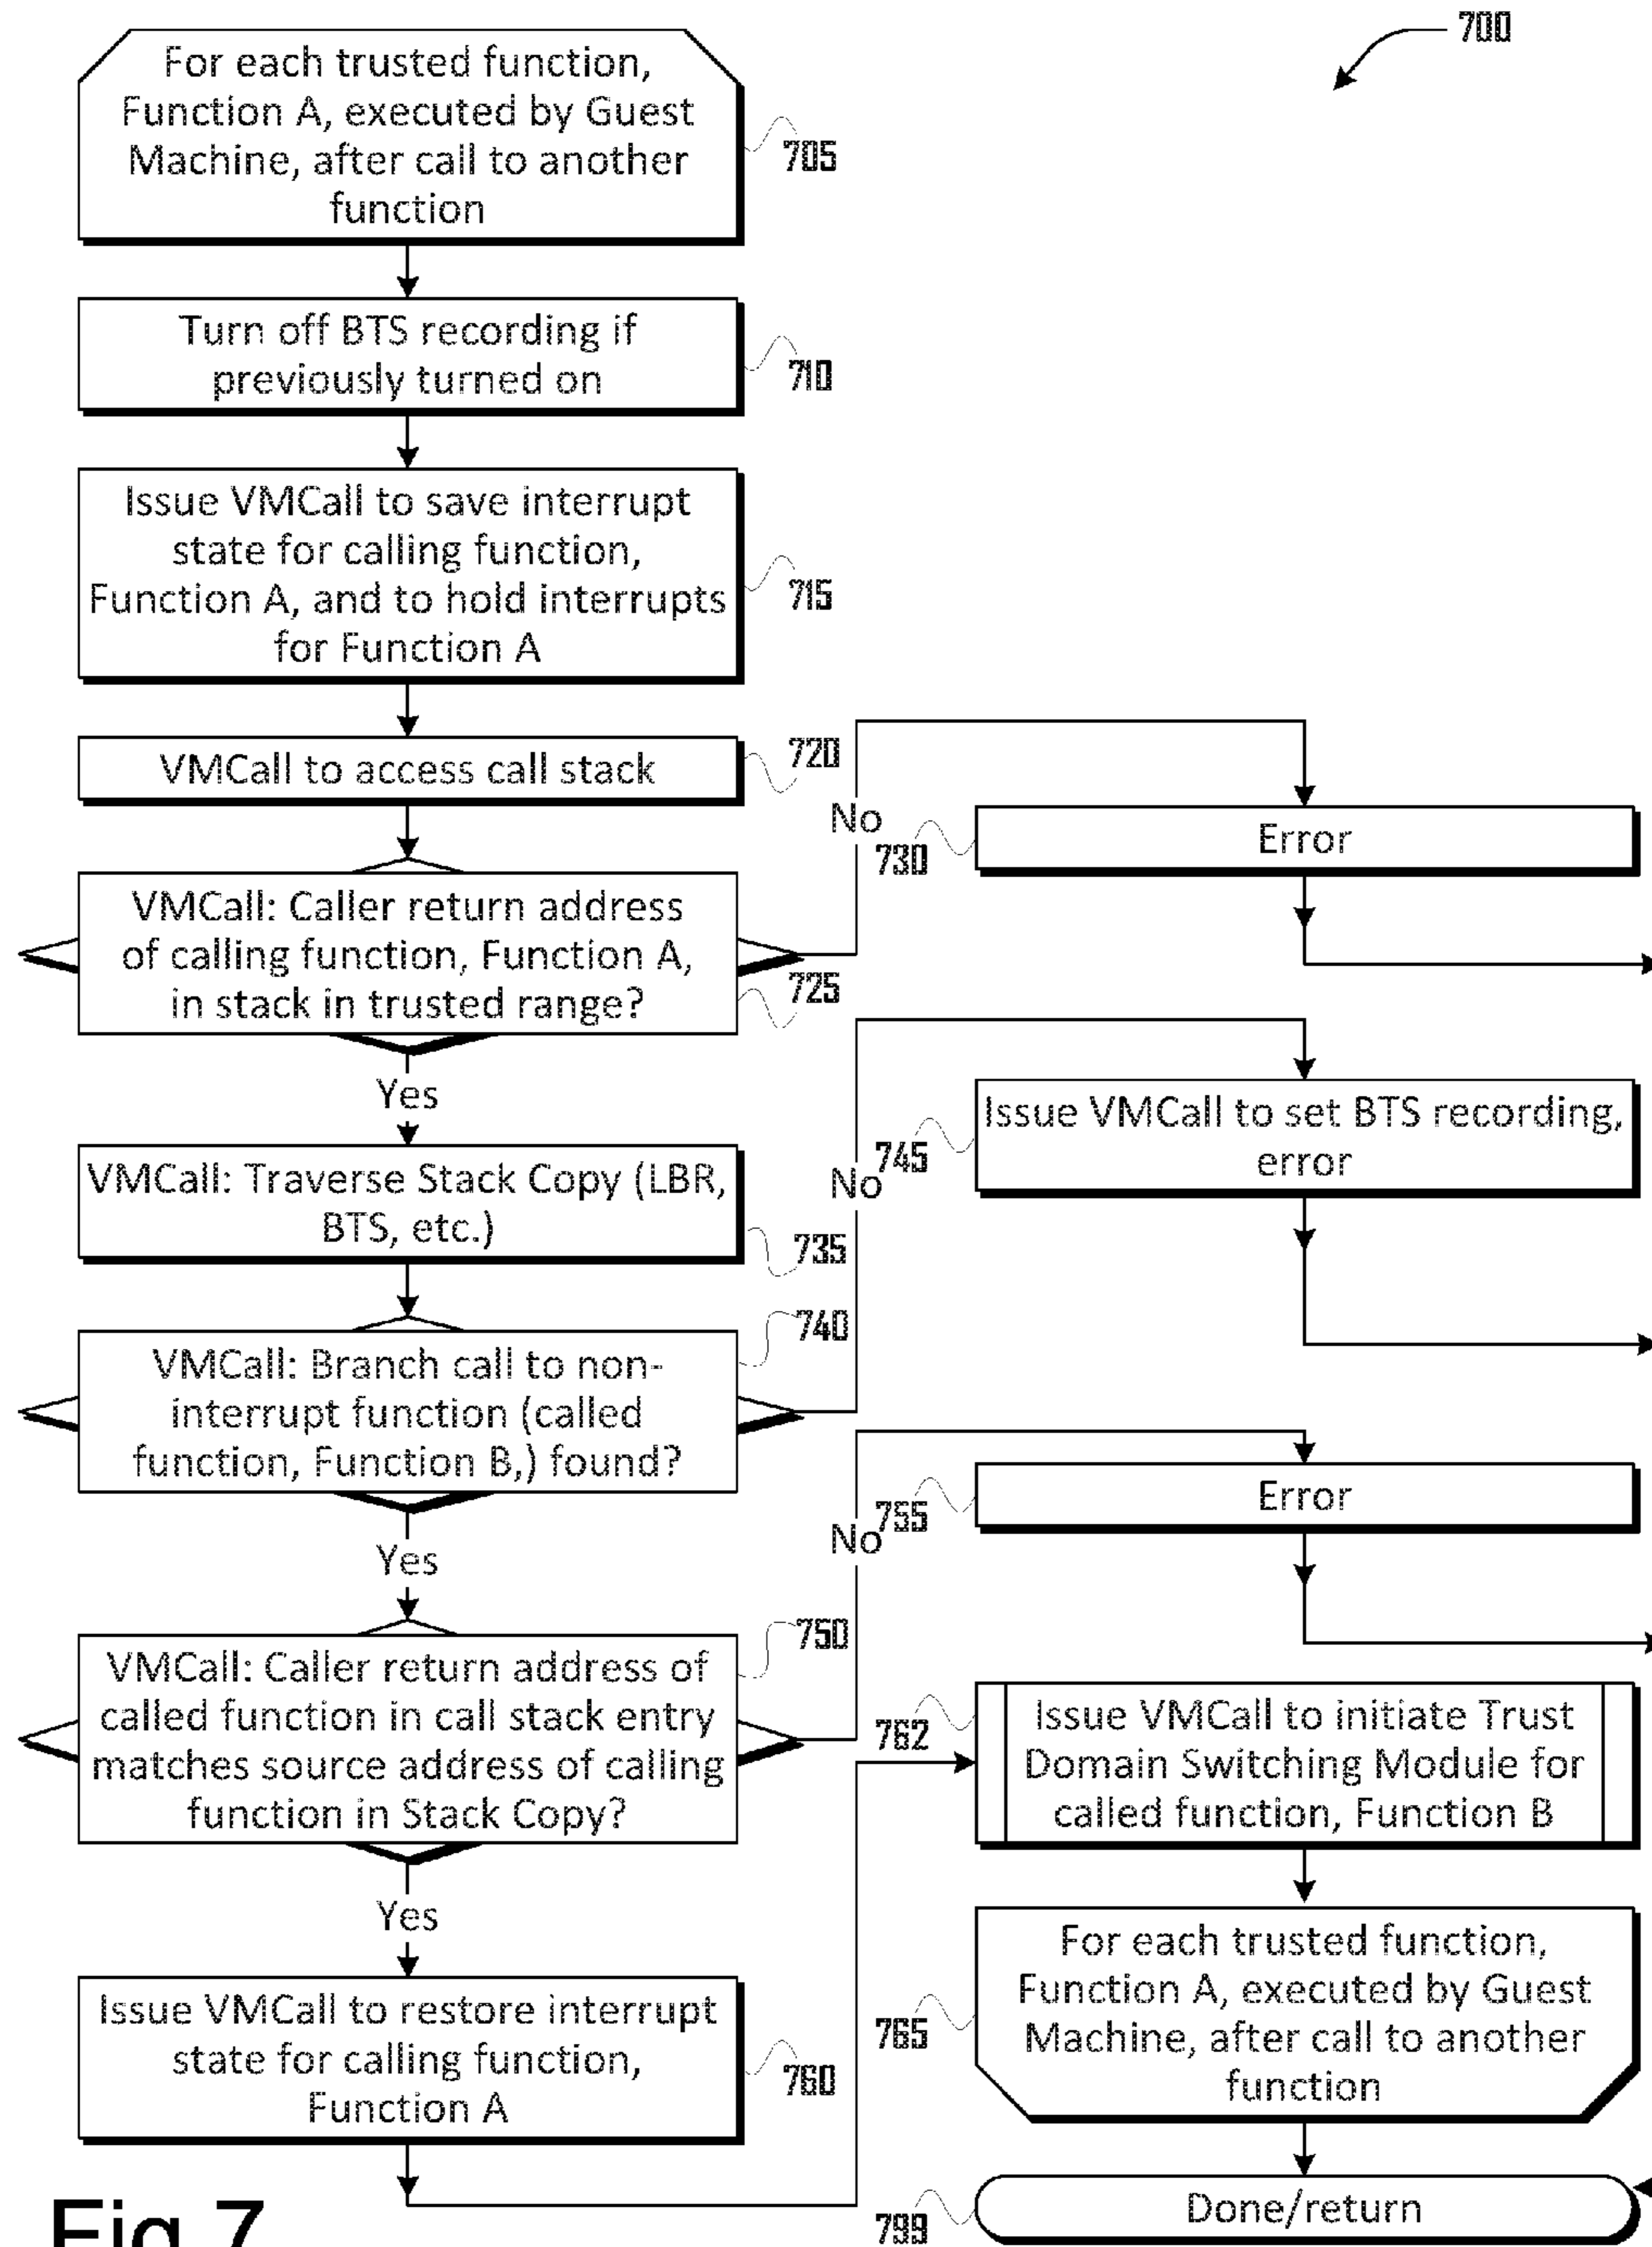 700
For each trusted function,
Function A, executed by Guest
Machine, after call to another
function
705
Turn off BTS recording if
previously turned on
710
Issue VMCall to save interrupt
state for calling function,
Function A, and to hold interrupts
for Function A
715
VMCall to access call stack
720
VMCall: Caller return address
of calling function, Function A,
in stack in trusted range?
725
No
730
Error
Yes
VMCall: Traverse Stack Copy (LBR,
BTS, etc.)
735
VMCall: Branch call to non-
interrupt function (called
function, Function B,) found?
740
No
745
Issue VMCall to set BTS recording,
error
Yes
VMCall: Caller return address of
called function in call stack entry
matches source address of calling
function in Stack Copy?
750
No
755
Error
Yes
Issue VMCall to restore interrupt
state for calling function,
Function A
760
762
Issue VMCall to initiate Trust
Domain Switching Module for
called function, Function B
765
For each trusted function,
Function A, executed by Guest
Machine, after call to another
function
799
Done/return
Fig.7